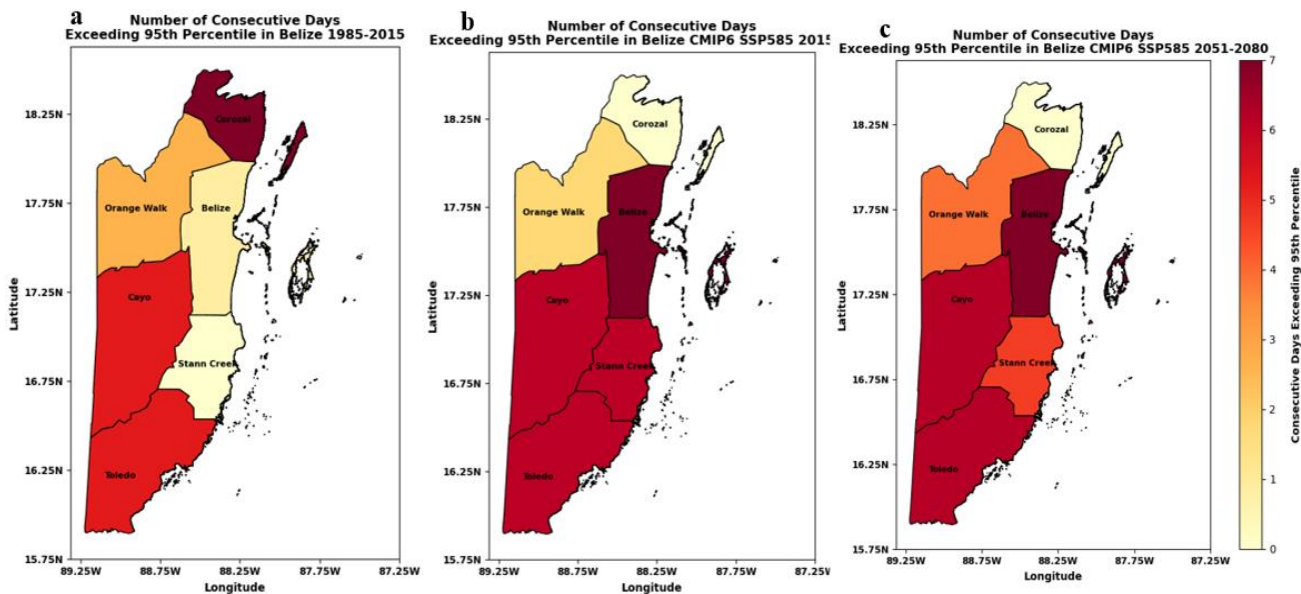 a
Number of Consecutive Days
Exceeding 95th Percentile in Belize 1985-2015
18.25N
17.75N
17.25N
16.75N
16.25N
15.75N
Latitude
Corozal
Orange Walk
Belize
Cayo
Stann Creek
Toledo
89.25W
88.75W
88.25W
87.75W
87.25W
Longitude
b
Number of Consecutive Days
Exceeding 95th Percentile in Belize CMIP6 SSP585 2015
18.25N
17.75N
17.25N
16.75N
16.25N
15.75N
Latitude
Corozal
Orange Walk
Belize
Cayo
Stann Creek
Toledo
89.25W
88.75W
88.25W
87.75W
87.25W
Longitude
c
Number of Consecutive Days
Exceeding 95th Percentile in Belize CMIP6 SSP585 2051-2080
18.25N
17.75N
17.25N
16.75N
16.25N
15.75N
Latitude
Corozal
Orange Walk
Belize
Cayo
Stann Creek
Toledo
89.25W
88.75W
88.25W
87.75W
87.25W
Longitude
7
6
5
4
3
2
1
0
Consecutive Days Exceeding 95th Percentile